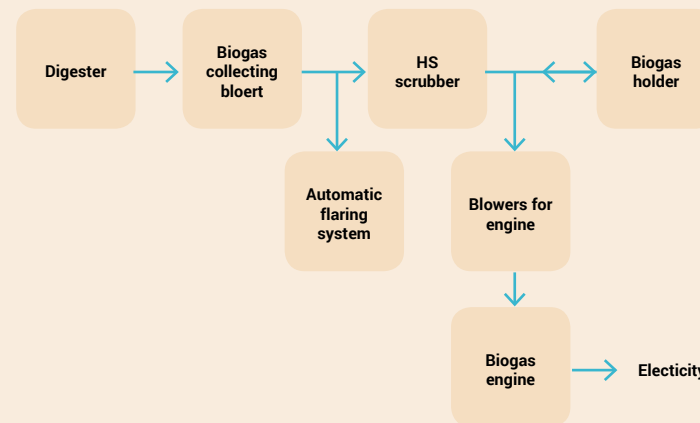 Digester
Biogas
collecting
bloert
HS
scrubber
Biogas
holder
Automatic
flaring
system
Blowers for
engine
Biogas
engine
Electicity